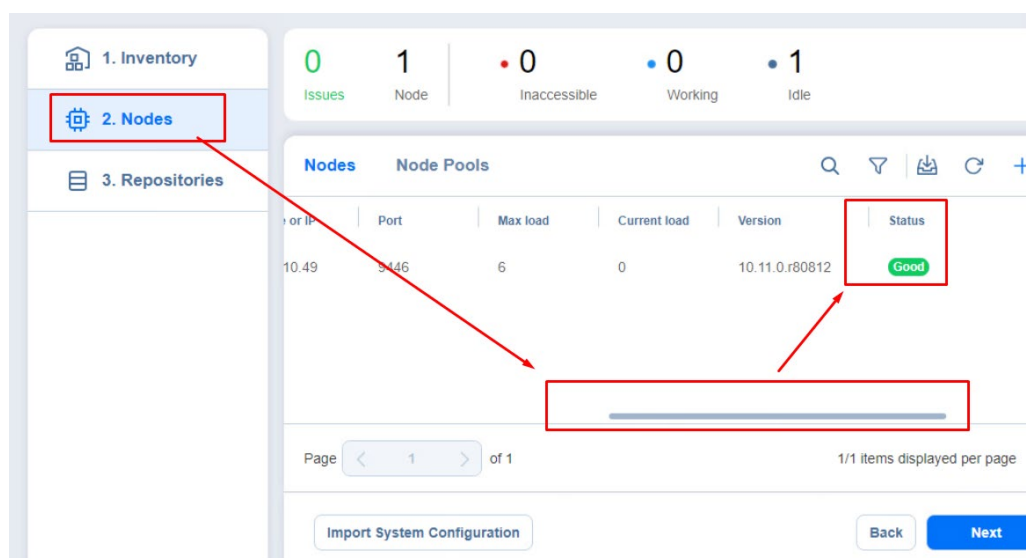 1. Inventory
2. Nodes
3. Repositories
0 1 0 0 1
Issues Node Inaccessible Working Idle
Nodes Node Pools
or IP Port Max load Current load Version Status
10.49 9446 6 0 10.11.0.r80812 Good
Page 1 of 1 1/1 items displayed per page
Import System Configuration Back Next